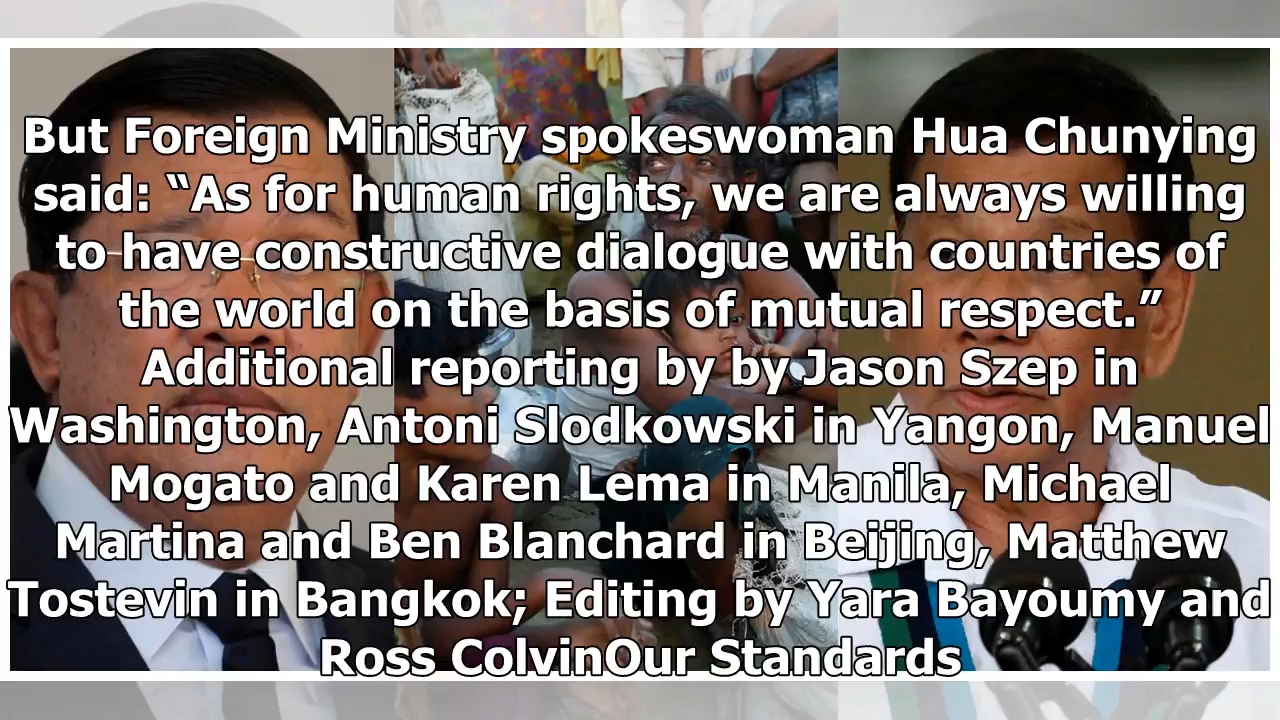 But Foreign Ministry spokeswoman Hua Chunying
said: “As for human rights, we are always willing
to have constructive dialogue with countries of
the world on the basis of mutual respect.”
Additional reporting by by Jason Szep in
Washington, Antoni Slodkowski in Yangon, Manuel
Mogato and Karen Lema in Manila, Michael
Martina and Ben Blanchard in Beijing, Matthew
Tostevin in Bangkok; Editing by Yara Bayoumy and
Ross ColvinOur Standards